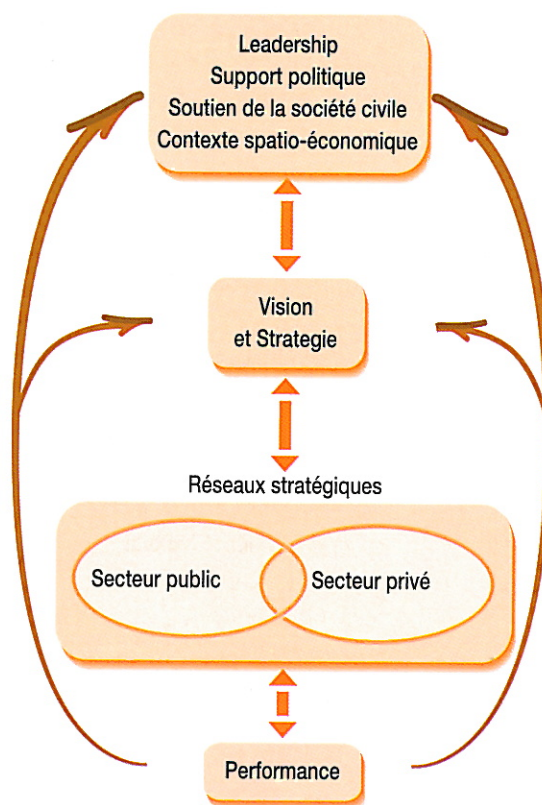 Leadership
Support politique
Soutien de la société civile
Contexte spatio-économique
Vision
et Strategie
Réseaux stratégiques
Secteur public
Secteur privé
Performance